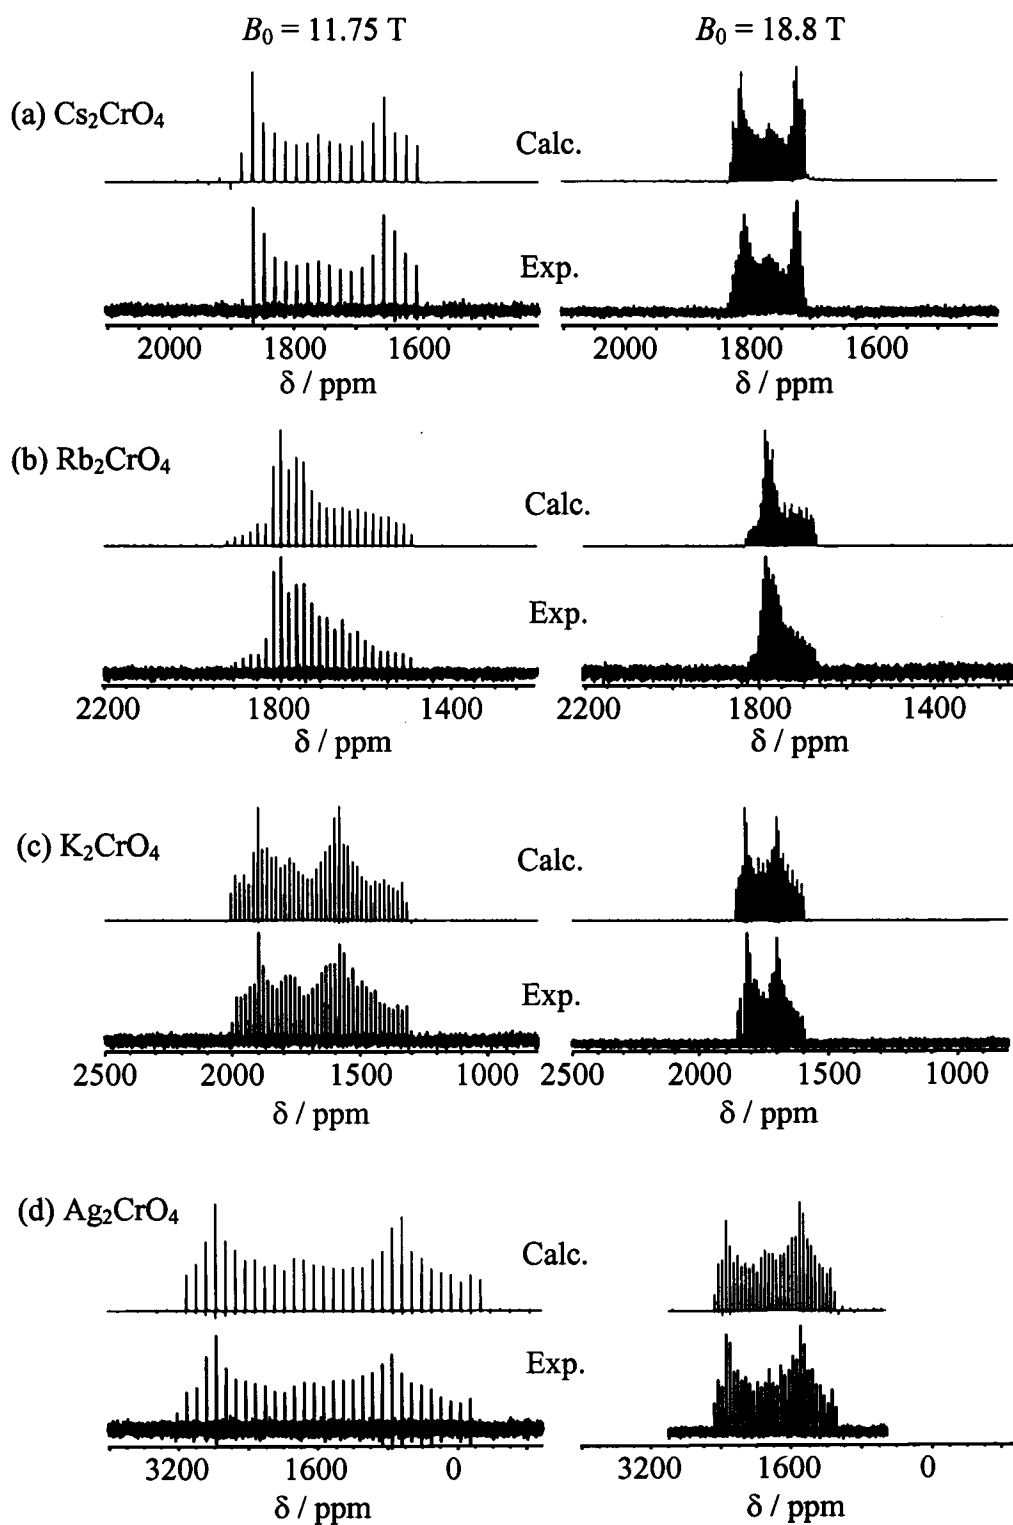 B₀ = 11.75 T B₀ = 18.8 T
(a) Cs₂CrO₄
Calc.
Exp.
2000 1800 1600 2000 1800 1600
δ / ppm δ / ppm
(b) Rb₂CrO₄
Calc.
Exp.
2200 1800 1400 2200 1800 1400
δ / ppm δ / ppm
(c) K₂CrO₄
Calc.
Exp.
2500 2000 1500 1000 2500 2000 1500 1000
δ / ppm δ / ppm
(d) Ag₂CrO₄
Calc.
Exp.
3200 1600 0 3200 1600 0
δ / ppm δ / ppm